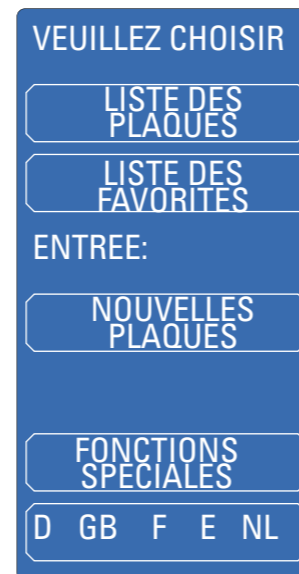 VEUILLEZ CHOISIR
LISTE DES
PLAQUES
LISTE DES
FAVORITES
ENTREE:
NOUVELLES
PLAQUES
FONCTIONS
SPECIALES
D GB F E NL